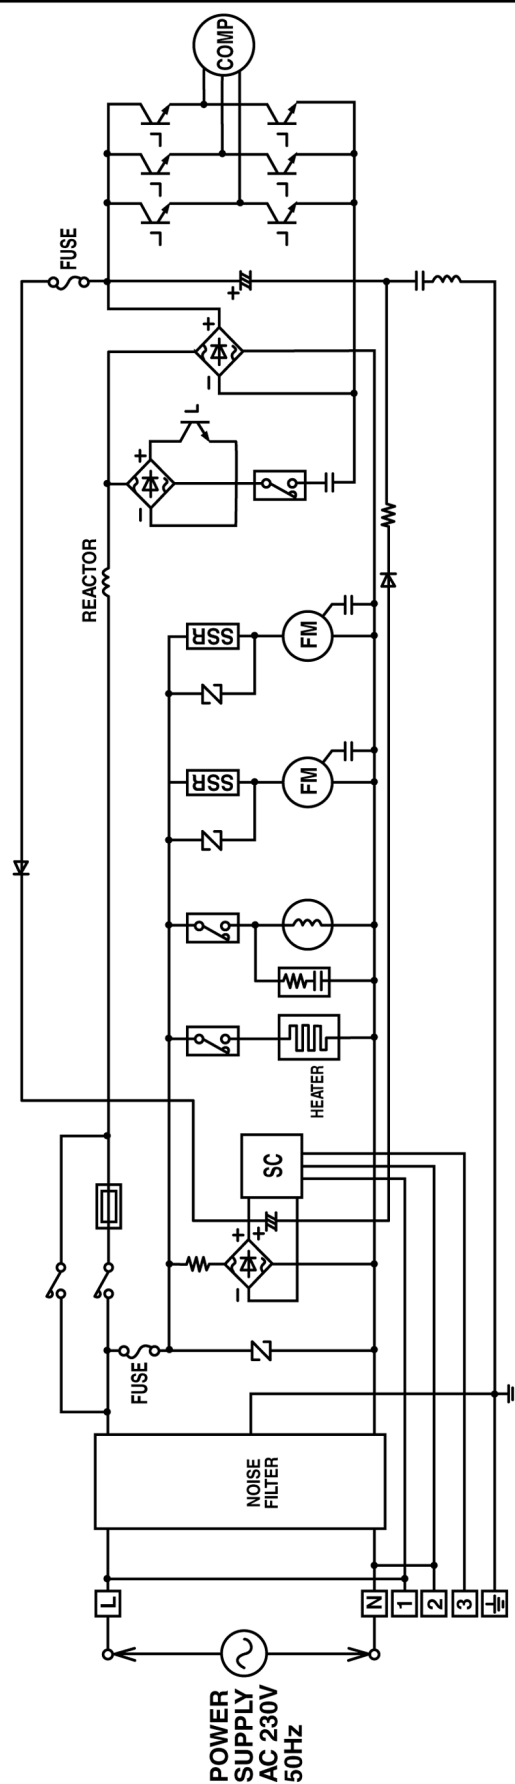 COMP
FUSE
+
+
−
L
+
−
REACTOR
SSR
FM
SSR
FM
HEATER
SC
+
+
−
FUSE
NOISE
FILTER
L
N
1
2
3
POWER
SUPPLY
AC 230V
50Hz